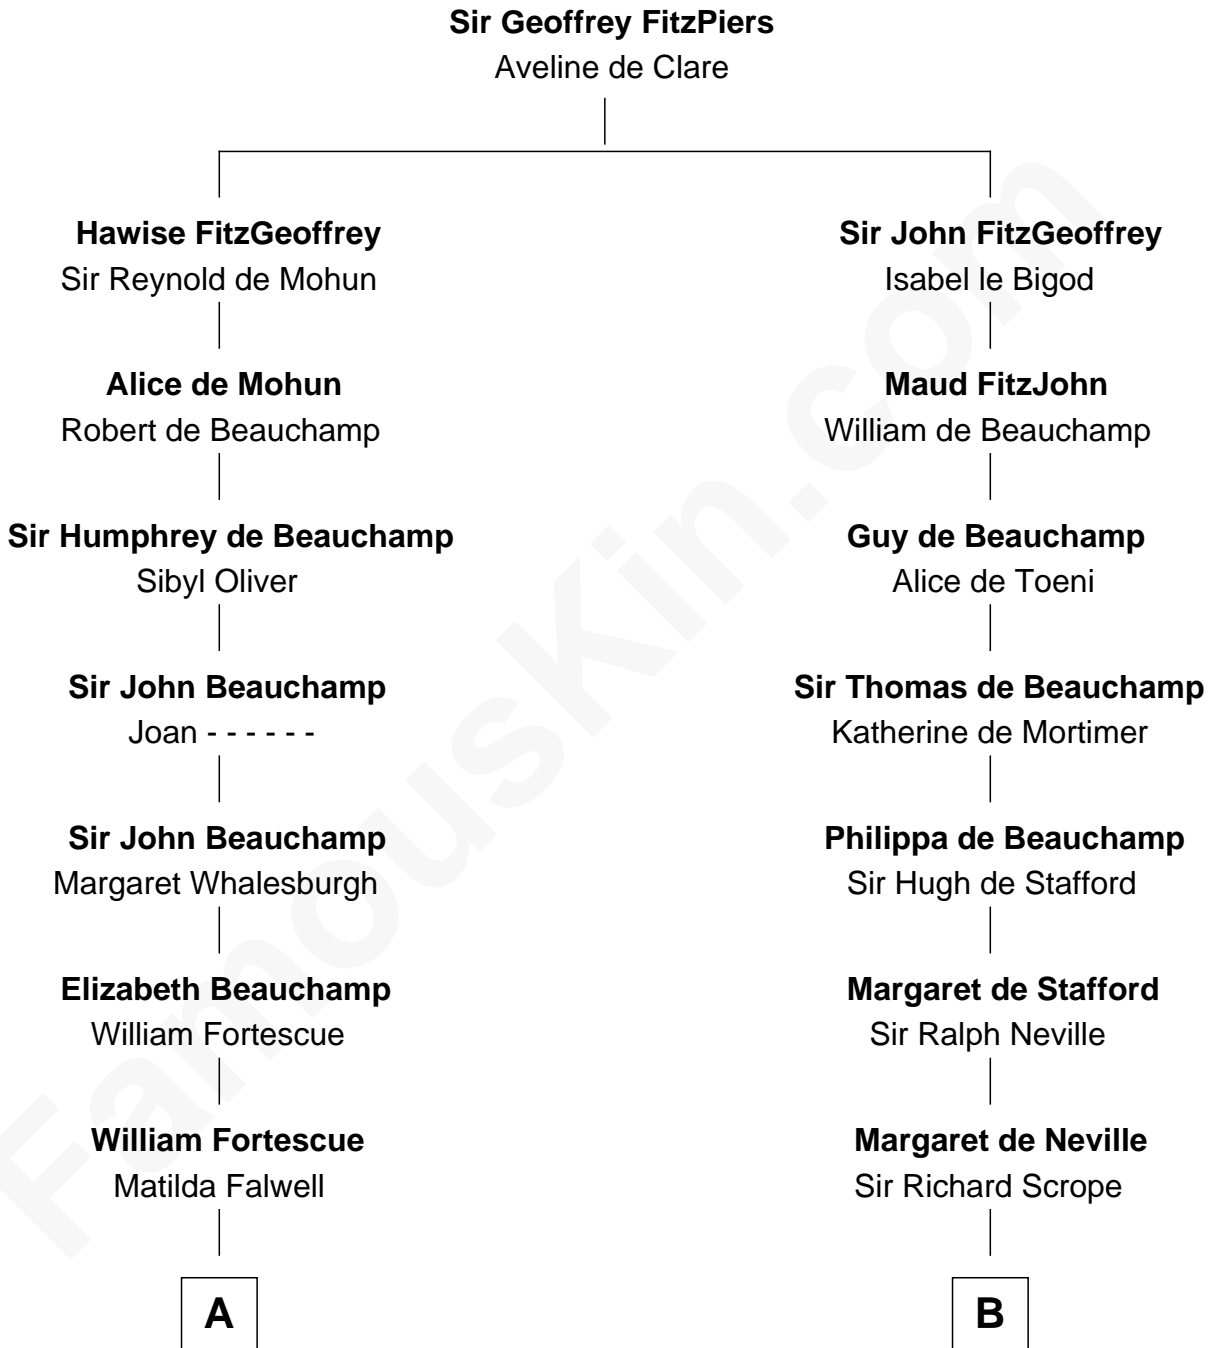 Sir Geoffrey FitzPiers
Aveline de Clare
Hawise FitzGeoffrey
Sir Reynold de Mohun
Alice de Mohun
Robert de Beauchamp
Sir Humphrey de Beauchamp
Sibyl Oliver
Sir John Beauchamp
Joan - - - - - -
Sir John Beauchamp
Margaret Whalesburgh
Elizabeth Beauchamp
William Fortescue
William Fortescue
Matilda Falwell
A
Sir John FitzGeoffrey
Isabel le Bigod
Maud FitzJohn
William de Beauchamp
Guy de Beauchamp
Alice de Toeni
Sir Thomas de Beauchamp
Katherine de Mortimer
Philippa de Beauchamp
Sir Hugh de Stafford
Margaret de Stafford
Sir Ralph Neville
Margaret de Neville
Sir Richard Scrope
B
FamousKin.com